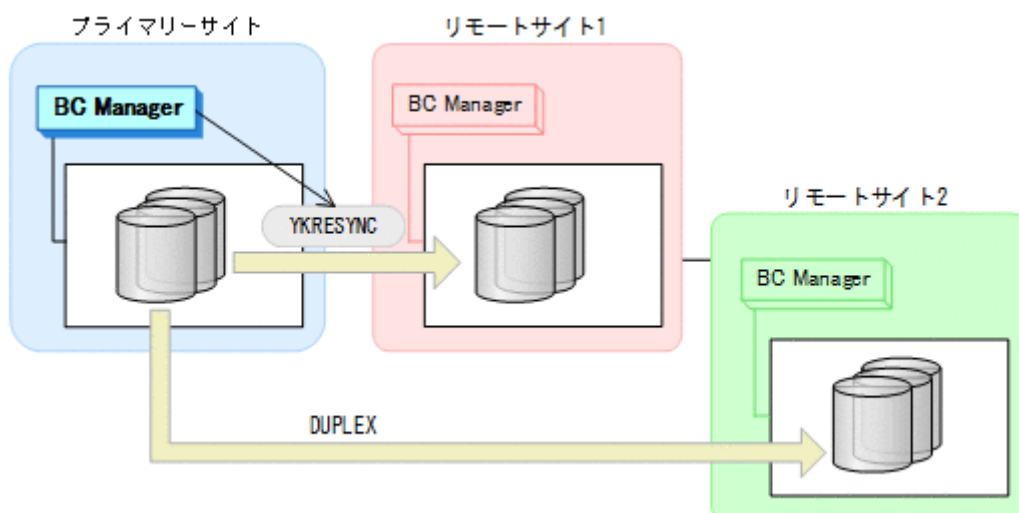 プライマリーサイト
リモートサイト1
BC Manager
BC Manager
リモートサイト2
YKRESYNC
BC Manager
DUPLEX